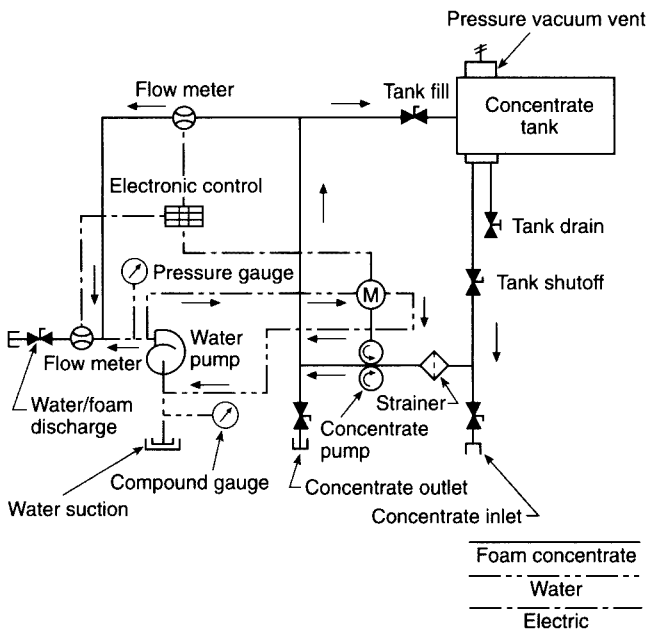 Pressure vacuum vent
Flow meter
Tank fill
Concentrate
tank
Electronic control
Tank drain
Pressure gauge
Tank shutoff
M
Water
pump
Flow meter
Strainer
Water/foam
discharge
Concentrate
pump
Compound gauge
Concentrate outlet
Water suction
Concentrate inlet
Foam concentrate
Water
Electric